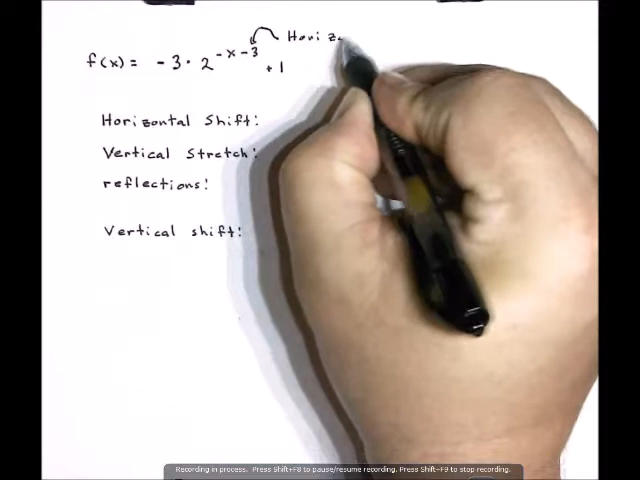 Horiz
f(x) = -3 · 2^{-x-3} + 1
Horizontal Shift:
Vertical Stretch:
reflections:
Vertical shift:
Recording in process. Press Shift+F8 to pause/resume recording. Press Shift+F9 to stop recording.